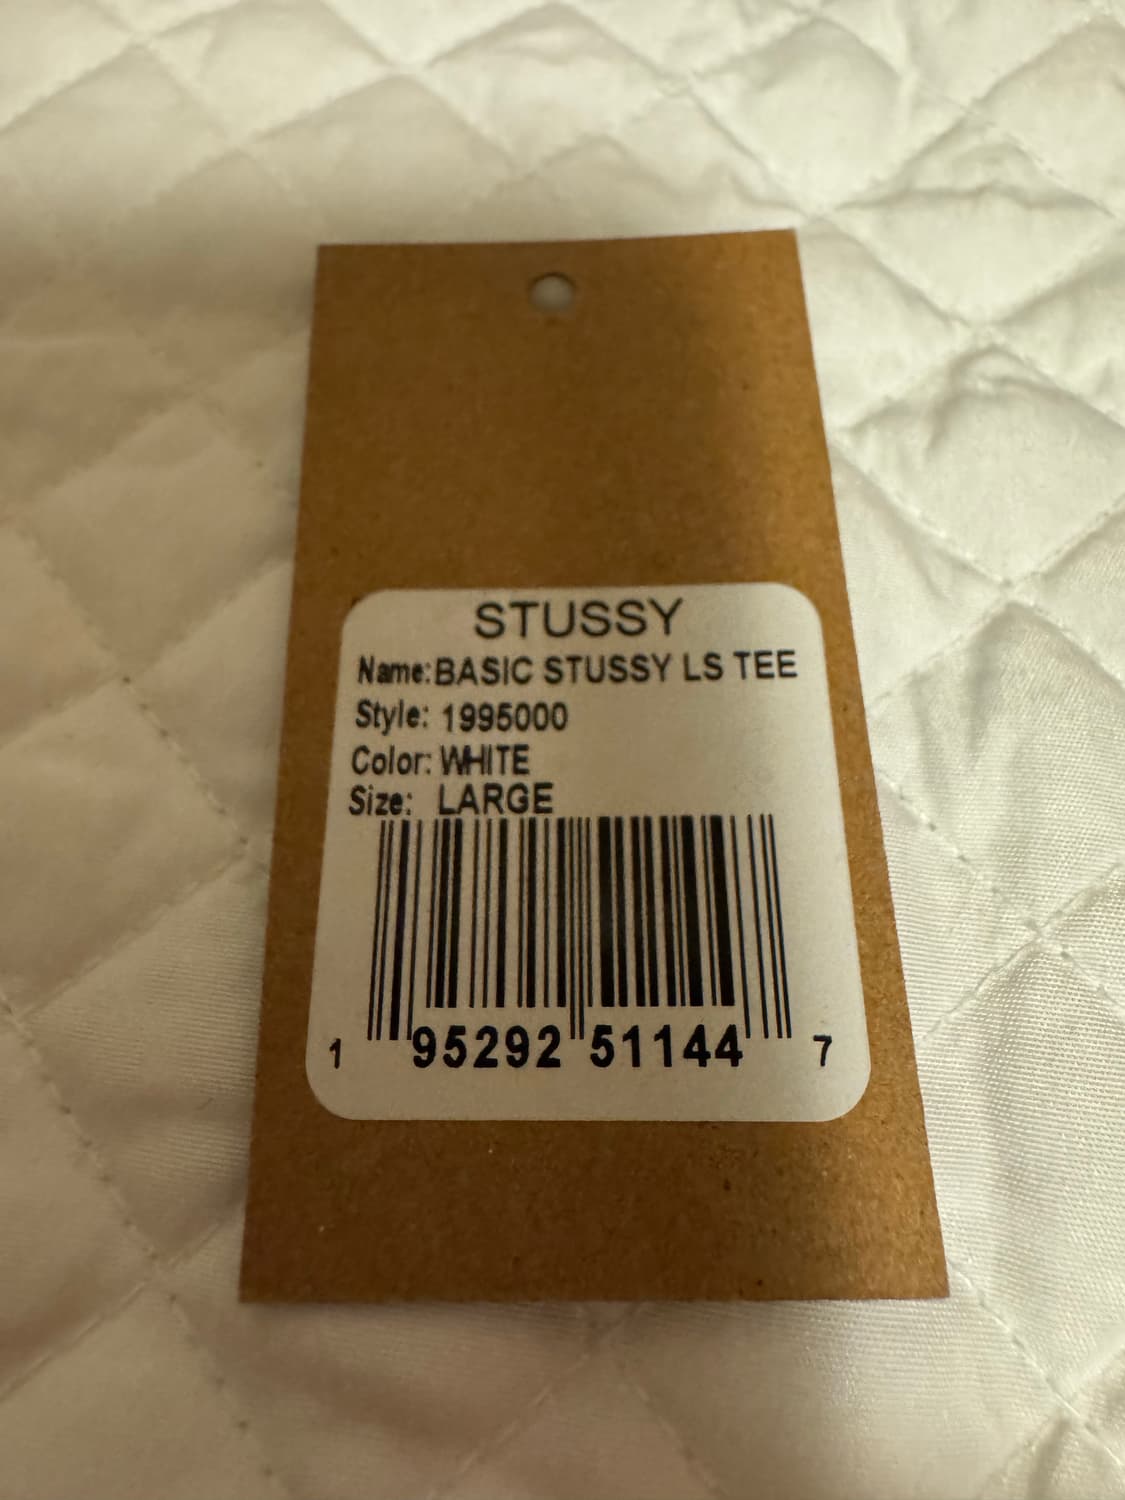 STUSSY
Name:BASIC STUSSY LS TEE
Style: 1995000
Color: WHITE
Size: LARGE
1 95292 51144 7